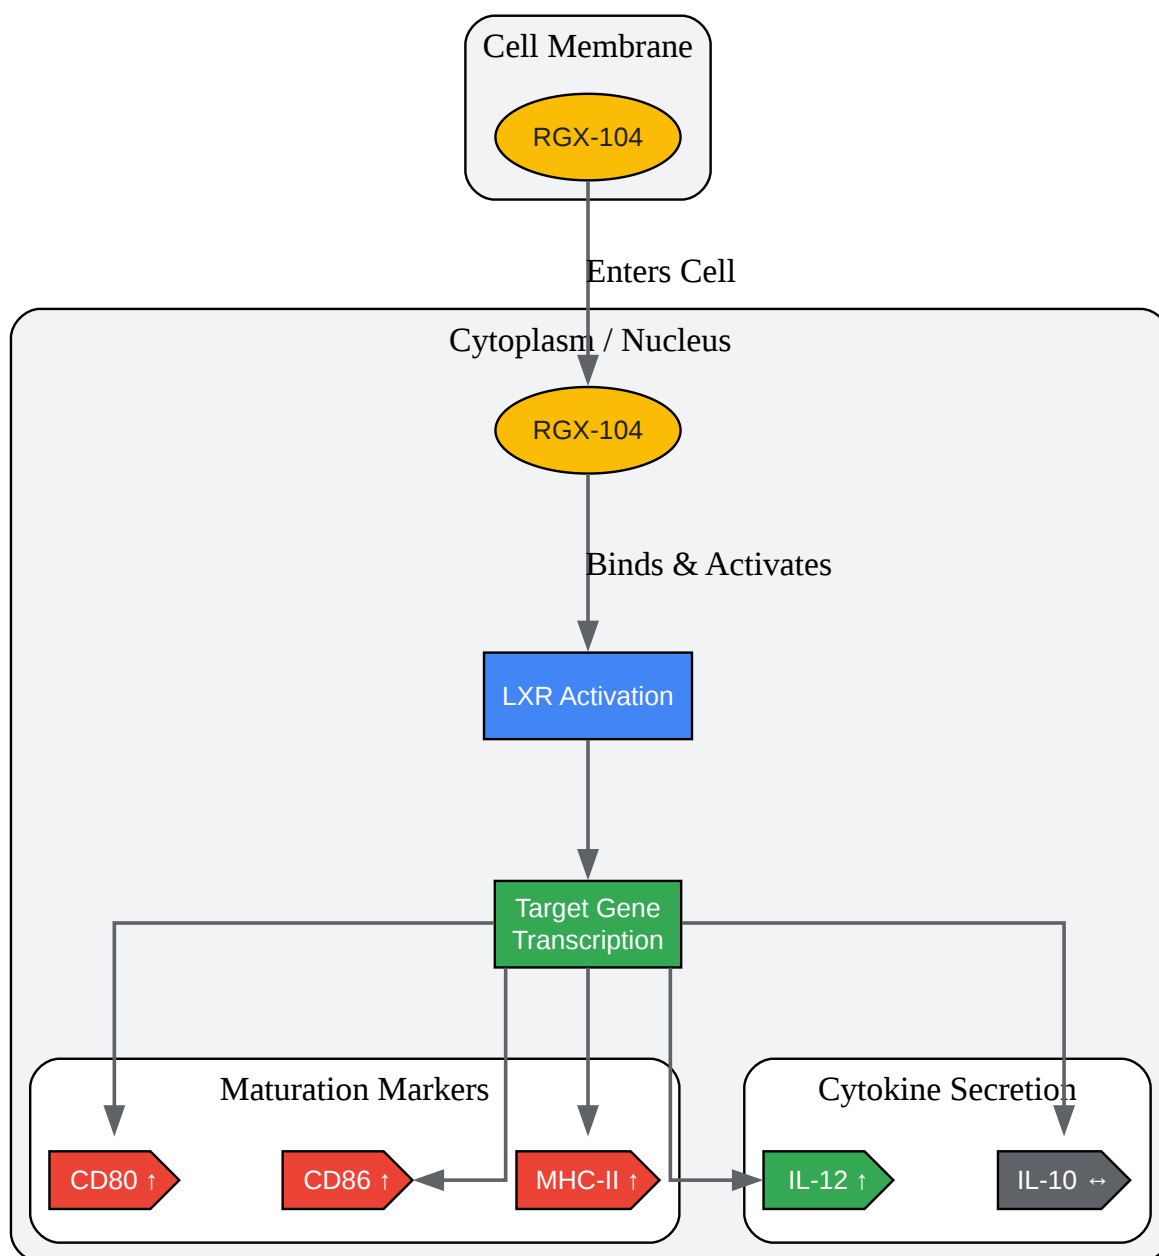 Cell Membrane
RGX-104
Enters Cell
Cytoplasm / Nucleus
RGX-104
Binds & Activates
LXR Activation
Target Gene
Transcription
Maturation Markers
Cytokine Secretion
CD80 ↑
CD86 ↑
MHC-II ↑
IL-12 ↑
IL-10 ↔